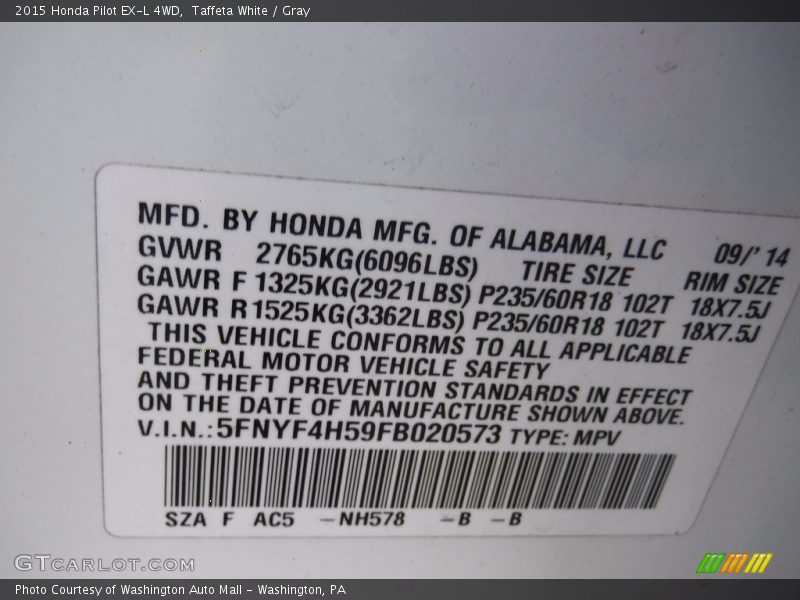 2015 Honda Pilot EX-L 4WD, Taffeta White / Gray
MFD. BY HONDA MFG. OF ALABAMA, LLC 09/' 14
GVWR 2765KG(6096LBS) TIRE SIZE RIM SIZE
GAWR F 1325KG(2921LBS) P235/60R18 102T 18X7.5J
GAWR R 1525KG(3362LBS) P235/60R18 102T 18X7.5J
THIS VEHICLE CONFORMS TO ALL APPLICABLE
FEDERAL MOTOR VEHICLE SAFETY
AND THEFT PREVENTION STANDARDS IN EFFECT
ON THE DATE OF MANUFACTURE SHOWN ABOVE.
V.I.N.: 5FNYF4H59FB020573 TYPE: MPV
SZA F AC5 -NH578 -B -B
GTCARLOT.COM
Photo Courtesy of Washington Auto Mall - Washington, PA